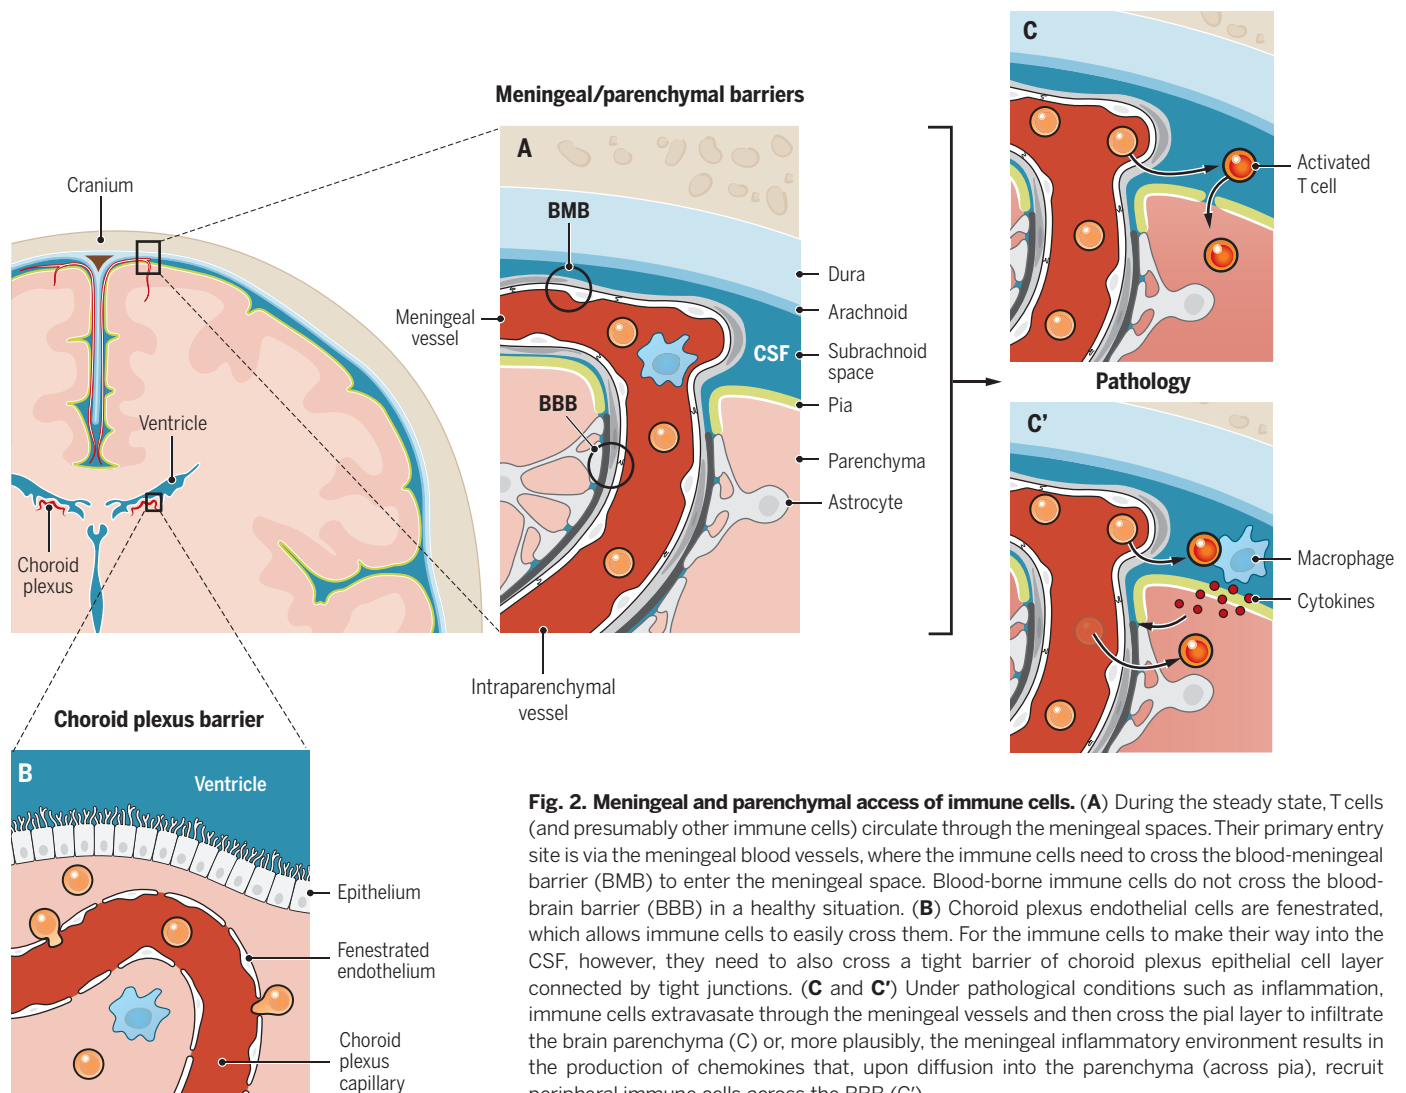 Meningeal/parenchymal barriers
A
BMB
BBB
CSF
Cranium
Meningeal
vessel
Ventricle
Choroid
plexus
Dura
Arachnoid
Subrachnoid
space
Pia
Parenchyma
Astrocyte
Intraparenchymal
vessel
C
Activated
T cell
Pathology
C’
Macrophage
Cytokines
Choroid plexus barrier
B
Ventricle
Epithelium
Fenestrated
endothelium
Choroid
plexus
capillary
Fig. 2. Meningeal and parenchymal access of immune cells. (A) During the steady state, T cells
(and presumably other immune cells) circulate through the meningeal spaces. Their primary entry
site is via the meningeal blood vessels, where the immune cells need to cross the blood-meningeal
barrier (BMB) to enter the meningeal space. Blood-borne immune cells do not cross the blood-
brain barrier (BBB) in a healthy situation. (B) Choroid plexus endothelial cells are fenestrated,
which allows immune cells to easily cross them. For the immune cells to make their way into the
CSF, however, they need to also cross a tight barrier of choroid plexus epithelial cell layer
connected by tight junctions. (C and C′) Under pathological conditions such as inflammation,
immune cells extravasate through the meningeal vessels and then cross the pial layer to infiltrate
the brain parenchyma (C) or, more plausibly, the meningeal inflammatory environment results in
the production of chemokines that, upon diffusion into the parenchyma (across pia), recruit
peripheral immune cells across the BBB (C′).